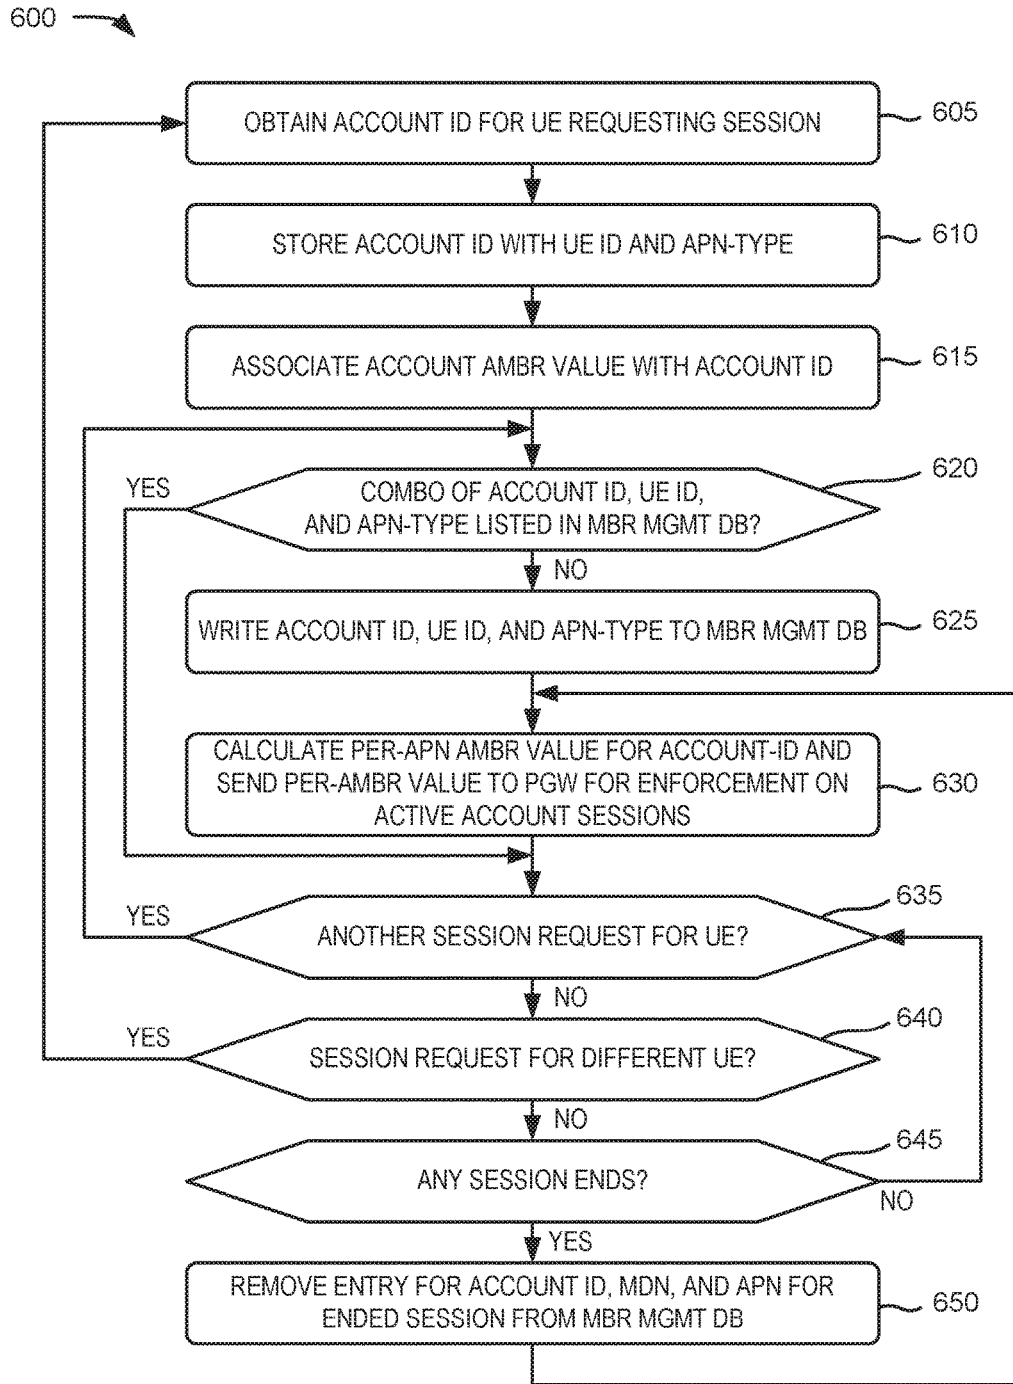 600
OBTAIN ACCOUNT ID FOR UE REQUESTING SESSION
605
STORE ACCOUNT ID WITH UE ID AND APN-TYPE
610
ASSOCIATE ACCOUNT AMBR VALUE WITH ACCOUNT ID
615
YES
COMBO OF ACCOUNT ID, UE ID,
AND APN-TYPE LISTED IN MBR MGMT DB?
620
NO
WRITE ACCOUNT ID, UE ID, AND APN-TYPE TO MBR MGMT DB
625
CALCULATE PER-APN AMBR VALUE FOR ACCOUNT-ID AND
SEND PER-AMBR VALUE TO PGW FOR ENFORCEMENT ON
ACTIVE ACCOUNT SESSIONS
630
YES
ANOTHER SESSION REQUEST FOR UE?
635
NO
YES
SESSION REQUEST FOR DIFFERENT UE?
640
NO
ANY SESSION ENDS?
645
NO
YES
REMOVE ENTRY FOR ACCOUNT ID, MDN, AND APN FOR
ENDED SESSION FROM MBR MGMT DB
650